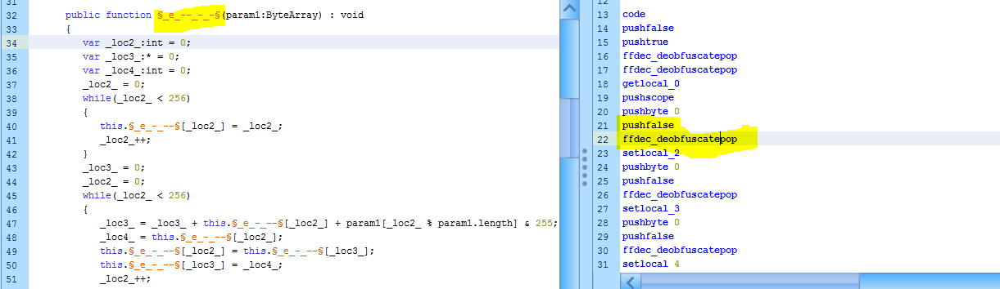 31
32 public function §_e_--_-_-§(param1:ByteArray) : void
33 {
34 var _loc2_:int = 0;
35 var _loc3_:* = 0;
36 var _loc4_:int = 0;
37 _loc2_ = 0;
38 while(_loc2_ < 256)
39 {
40 this.§_e_-_--§[_loc2_] = _loc2_;
41 _loc2_++;
42 }
43 _loc3_ = 0;
44 _loc2_ = 0;
45 while(_loc2_ < 256)
46 {
47 _loc3_ = _loc3_ + this.§_e_-_--§[_loc2_] + param1[_loc2_ % param1.length] & 255;
48 _loc4_ = this.§_e_-_--§[_loc2_];
49 this.§_e_-_--§[_loc2_] = this.§_e_-_--§[_loc3_];
50 this.§_e_-_--§[_loc3_] = _loc4_;
51 _loc2_++;
12
13 code
14 pushfalse
15 pushtrue
16 ffdec_deobfuscatepop
17 ffdec_deobfuscatepop
18 getlocal_0
19 pushscope
20 pushbyte 0
21 pushfalse
22 ffdec_deobfuscatepop
23 setlocal_2
24 pushbyte 0
25 pushfalse
26 ffdec_deobfuscatepop
27 setlocal_3
28 pushbyte 0
29 pushfalse
30 ffdec_deobfuscatepop
31 setlocal 4